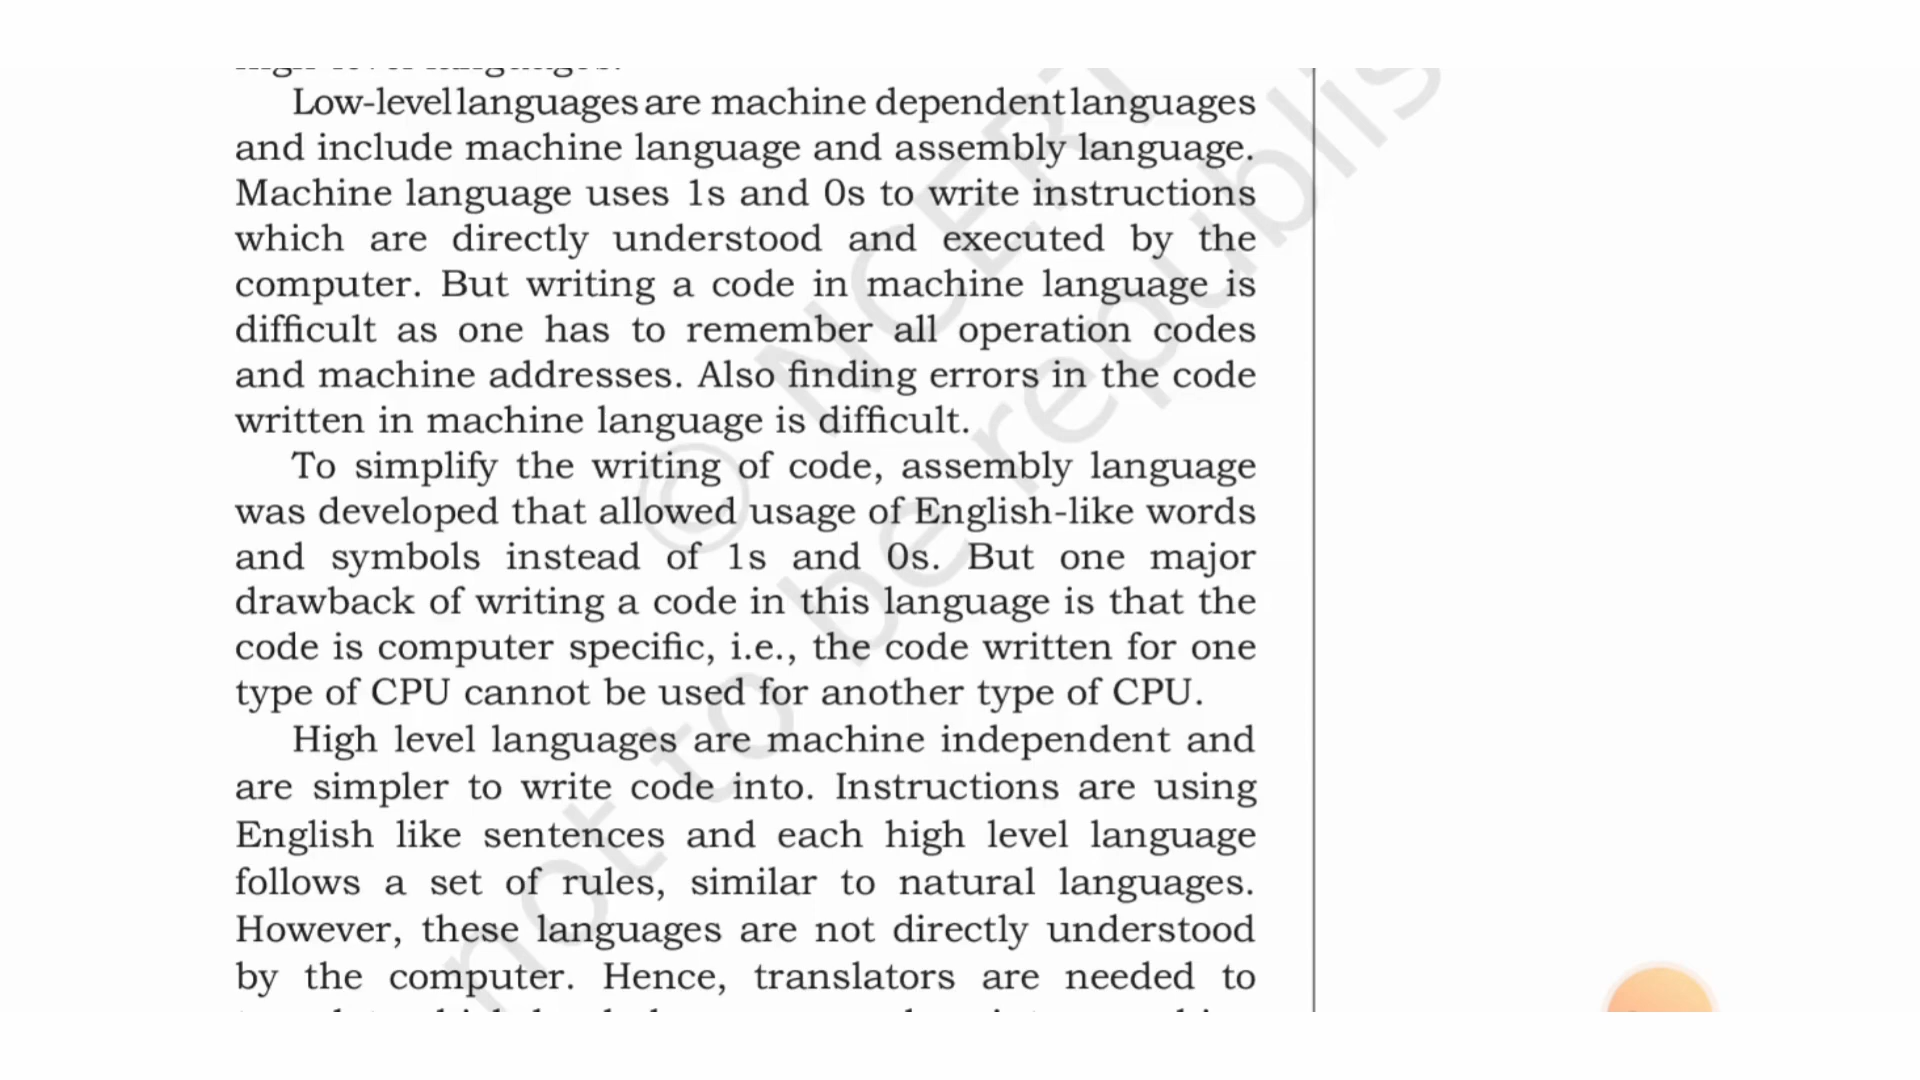 Low-level languages are machine dependent languages
and include machine language and assembly language.
Machine language uses 1s and 0s to write instructions
which are directly understood and executed by the
computer. But writing a code in machine language is
difficult as one has to remember all operation codes
and machine addresses. Also finding errors in the code
written in machine language is difficult.
To simplify the writing of code, assembly language
was developed that allowed usage of English-like words
and symbols instead of 1s and 0s. But one major
drawback of writing a code in this language is that the
code is computer specific, i.e., the code written for one
type of CPU cannot be used for another type of CPU.
High level languages are machine independent and
are simpler to write code into. Instructions are using
English like sentences and each high level language
follows a set of rules, similar to natural languages.
However, these languages are not directly understood
by the computer. Hence, translators are needed to
© NCERT
not to be republis